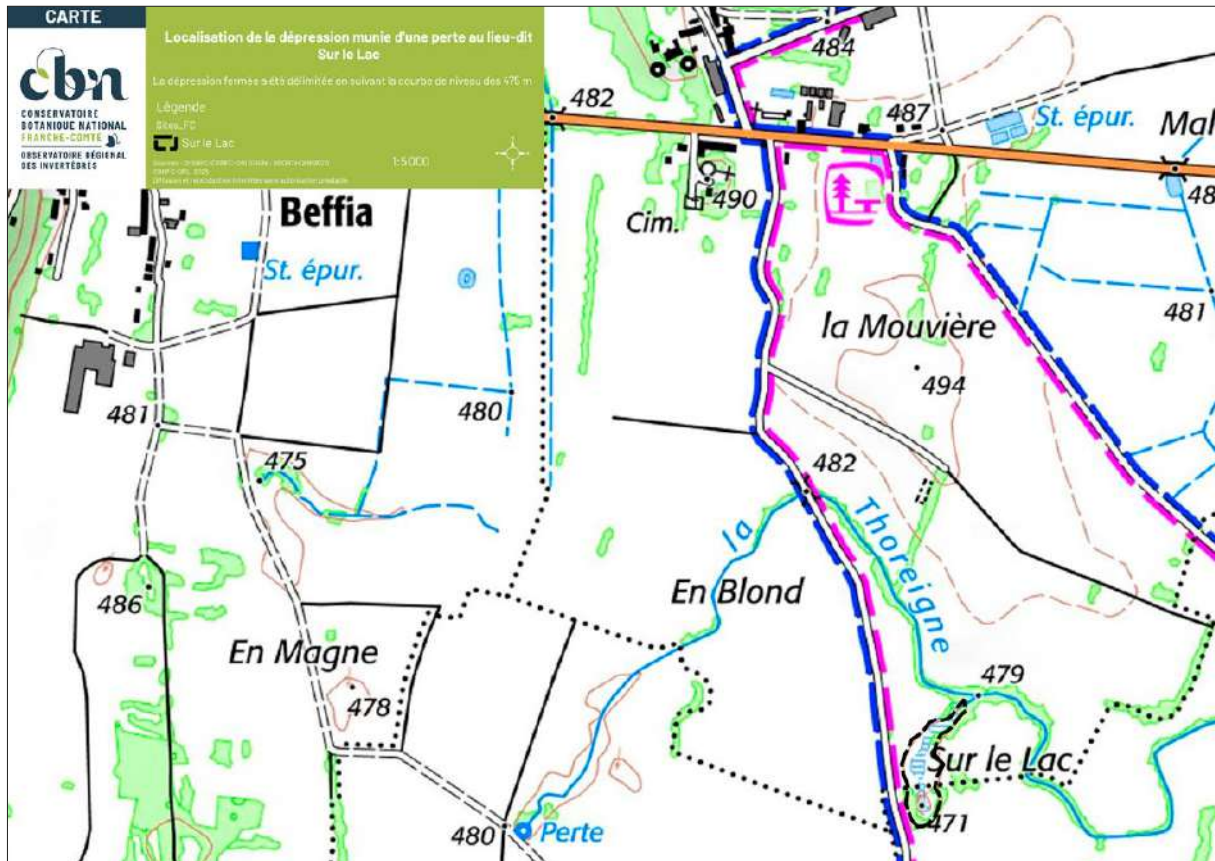 CARTE
cbn
CONSERVATOIRE
BOTANIQUE NATIONAL
FRANCHE-COMTÉ
OBSERVATOIRE RÉGIONAL
DES INVERTÉBRÉS
Localisation de la dépression munie d'une perte au lieu-dit
Sur le Lac
La dépression fermée a été délimitée en suivant la courbe de niveau des 475 m
Légende
Sites_FC
Sur le Lac
1:5 000
484
482
487
St. épur.
Mal
48
490
Cim.
Beffia
St. épur.
481
la Mouvière
494
480
481
475
482
la Thoreigne
486
En Blond
En Magne
478
479
Sur le Lac
471
480
Perte